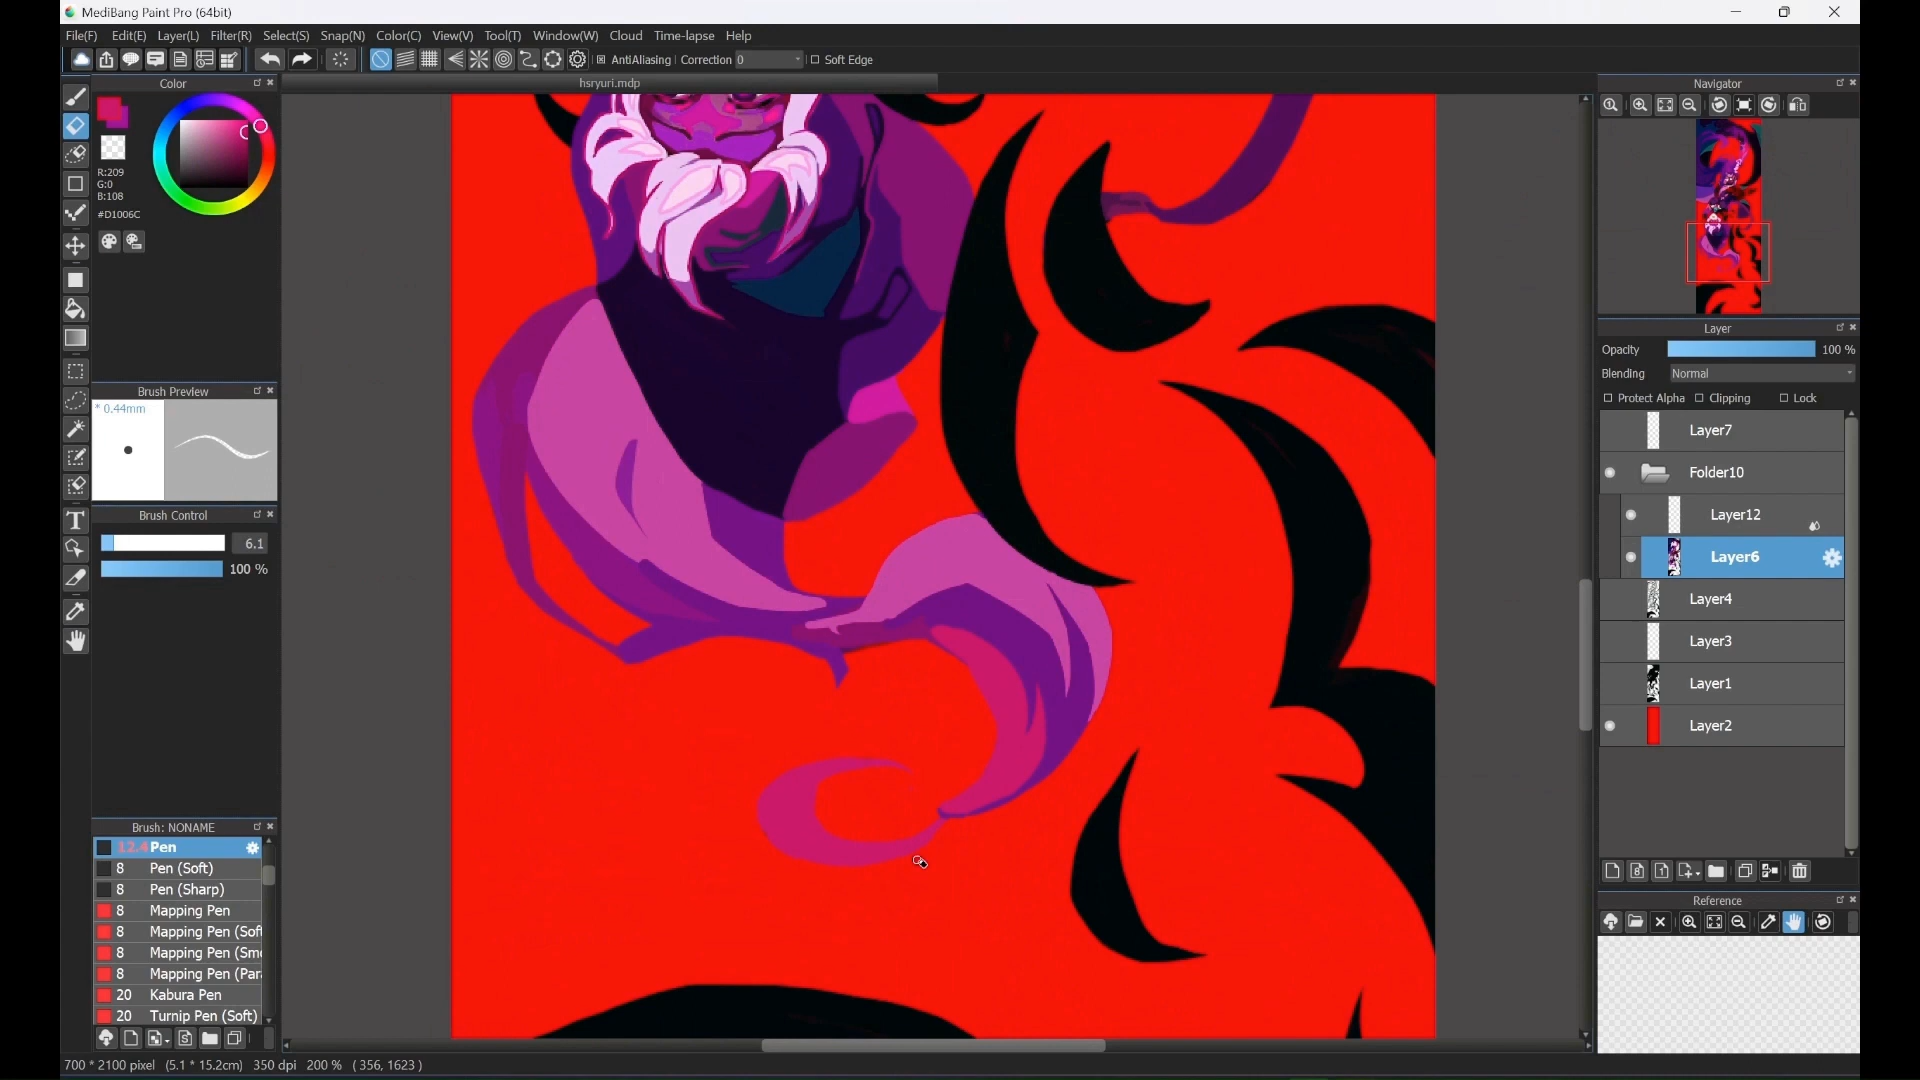 MediBang Paint Pro (64bit)
File(F) Edit(E) Layer(L) Filter(R) Select(S) Snap(N) Color(C) View(V) Tool(T) Window(W) Cloud Time-lapse Help
AntiAliasing Correction 0 Soft Edge
Color
hsryuri.mdp
Navigator
R:209
G:0
B:108
#D1006C
Layer
Opacity 100 %
Blending Normal
Protect Alpha Clipping Lock
Brush Preview
* 0.44mm
Layer7
Folder10
Layer12
Layer6
Layer4
Layer3
Layer1
Layer2
Brush Control
6.1
100 %
Brush: NONAME
12.4 Pen
8 Pen (Soft)
8 Pen (Sharp)
8 Mapping Pen
8 Mapping Pen (Sof
8 Mapping Pen (Smo
8 Mapping Pen (Par
20 Kabura Pen
20 Turnip Pen (Soft)
Reference
700 * 2100 pixel (5.1 * 15.2cm) 350 dpi 200 % ( 356, 1623 )